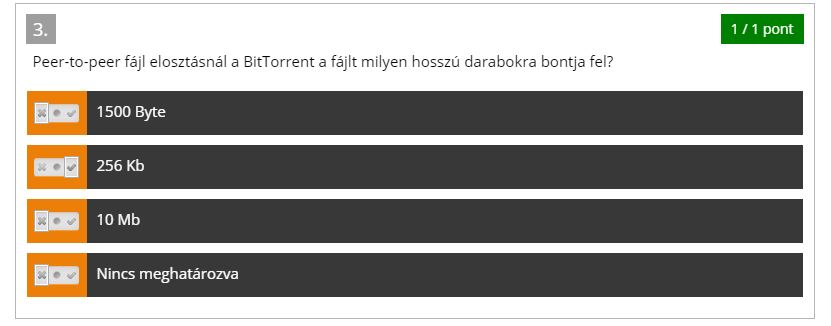 3.
1 / 1 pont
Peer-to-peer fájl elosztásnál a BitTorrent a fájlt milyen hosszú darabokra bontja fel?
1500 Byte
256 Kb
10 Mb
Nincs meghatározva